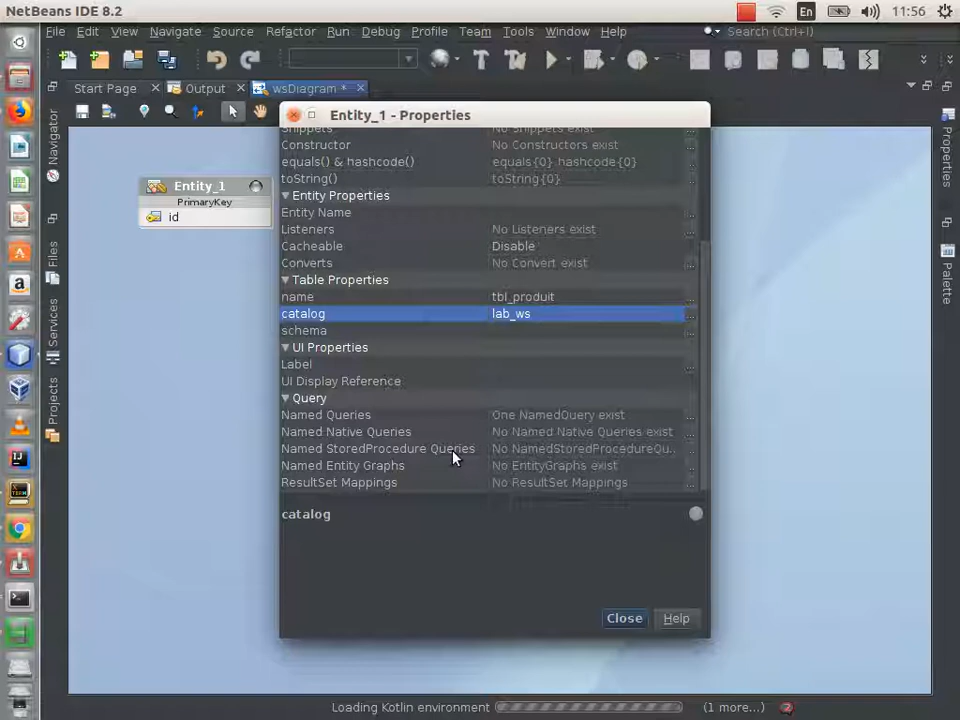 NetBeans IDE 8.2
En
11:56
File Edit View Navigate Source Refactor Run Debug Profile Team Tools Window Help
Search (Ctrl+I)
Start Page
Output
wsDiagram *
Entity_1 - Properties
Snippets No Snippets exist
Constructor No Constructors exist
equals() & hashcode() equals{0} hashcode{0}
toString() toString{0}
Entity Properties
Entity Name
Listeners No Listeners exist
Cacheable Disable
Converts No Convert exist
Table Properties
name tbl_produit
catalog lab_ws
schema
UI Properties
Label
UI Display Reference
Query
Named Queries One NamedQuery exist
Named Native Queries No Named Native Queries exist
Named StoredProcedure Queries No NamedStoredProcedureQu..
Named Entity Graphs No EntityGraphs exist
ResultSet Mappings No ResultSet Mappings
catalog
Close Help
Entity_1
PrimaryKey
id
Navigator
Files
Services
Projects
Properties
Palette
Loading Kotlin environment
(1 more...)
2